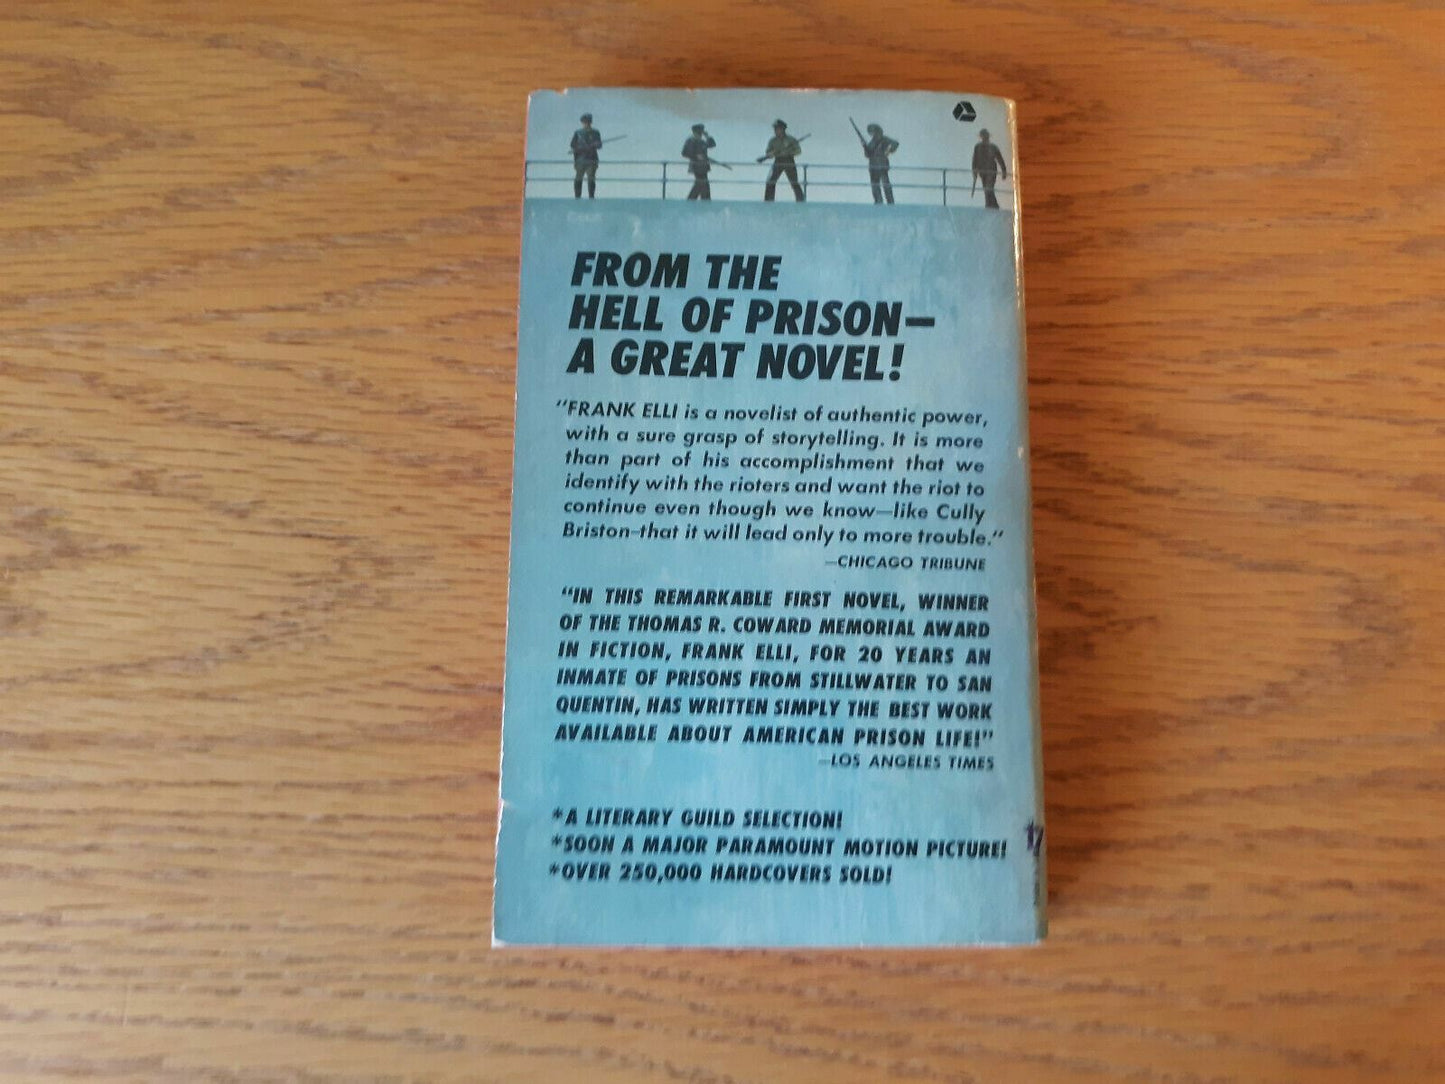 FROM THE
HELL OF PRISON—
A GREAT NOVEL!
"FRANK ELLI is a novelist of authentic power,
with a sure grasp of storytelling. It is more
than part of his accomplishment that we
identify with the rioters and want the riot to
continue even though we know—like Cully
Briston—that it will lead only to more trouble."
—CHICAGO TRIBUNE
"IN THIS REMARKABLE FIRST NOVEL, WINNER
OF THE THOMAS R. COWARD MEMORIAL AWARD
IN FICTION, FRANK ELLI, FOR 20 YEARS AN
INMATE OF PRISONS FROM STILLWATER TO SAN
QUENTIN, HAS WRITTEN SIMPLY THE BEST WORK
AVAILABLE ABOUT AMERICAN PRISON LIFE!"
—LOS ANGELES TIMES
*A LITERARY GUILD SELECTION!
*SOON A MAJOR PARAMOUNT MOTION PICTURE!
*OVER 250,000 HARDCOVERS SOLD!